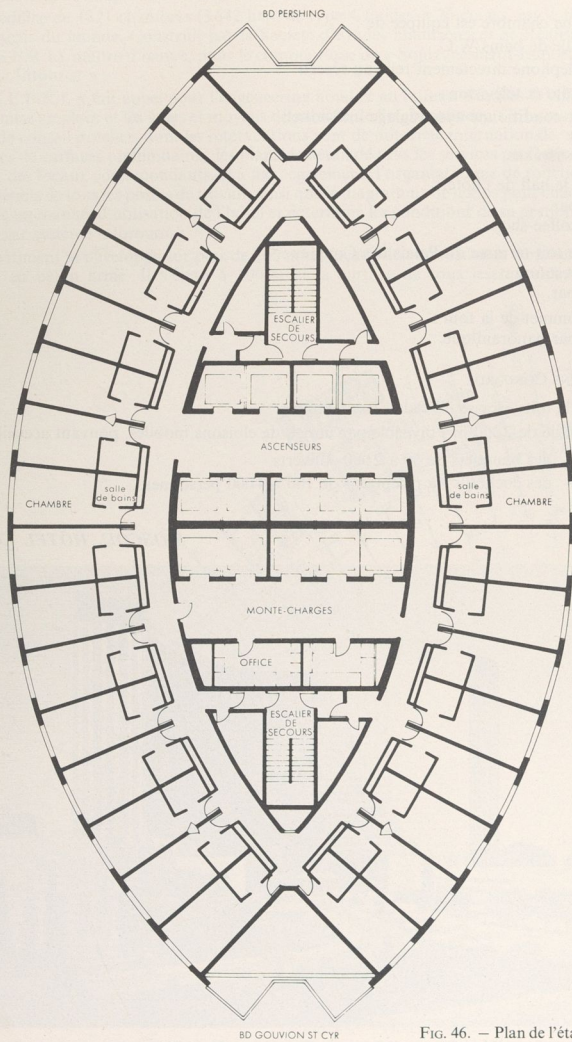 BD PERSHING
ESCALIER
DE
SECOURS
ASCENSEURS
CHAMBRE
salle
de bains
salle
de bains
CHAMBRE
MONTE-CHARGES
OFFICE
ESCALIER
DE
SECOURS
BD GOUVION ST CYR
FIG. 46. — Plan de l'éta